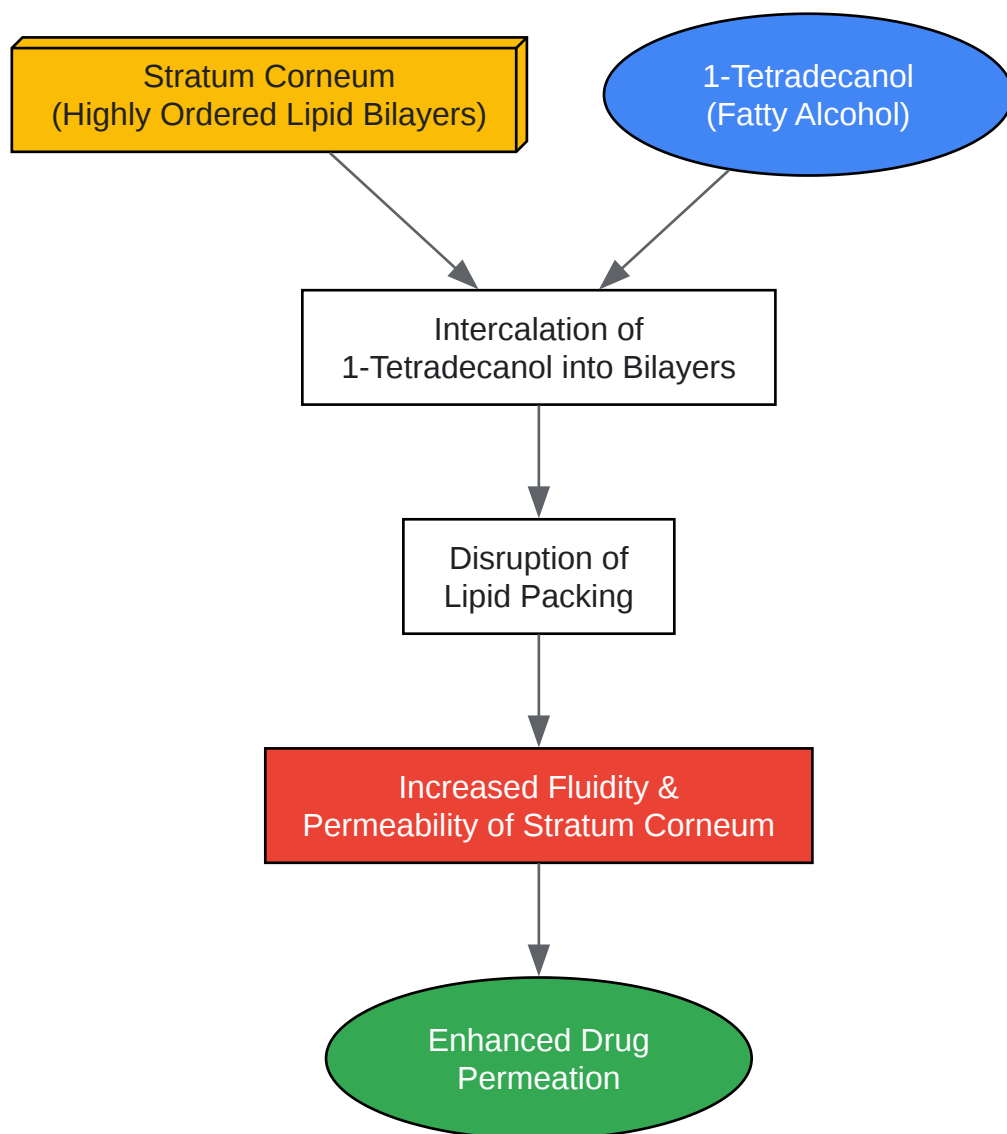 Stratum Corneum
(Highly Ordered Lipid Bilayers)
1-Tetradecanol
(Fatty Alcohol)
Intercalation of
1-Tetradecanol into Bilayers
Disruption of
Lipid Packing
Increased Fluidity &
Permeability of Stratum Corneum
Enhanced Drug
Permeation